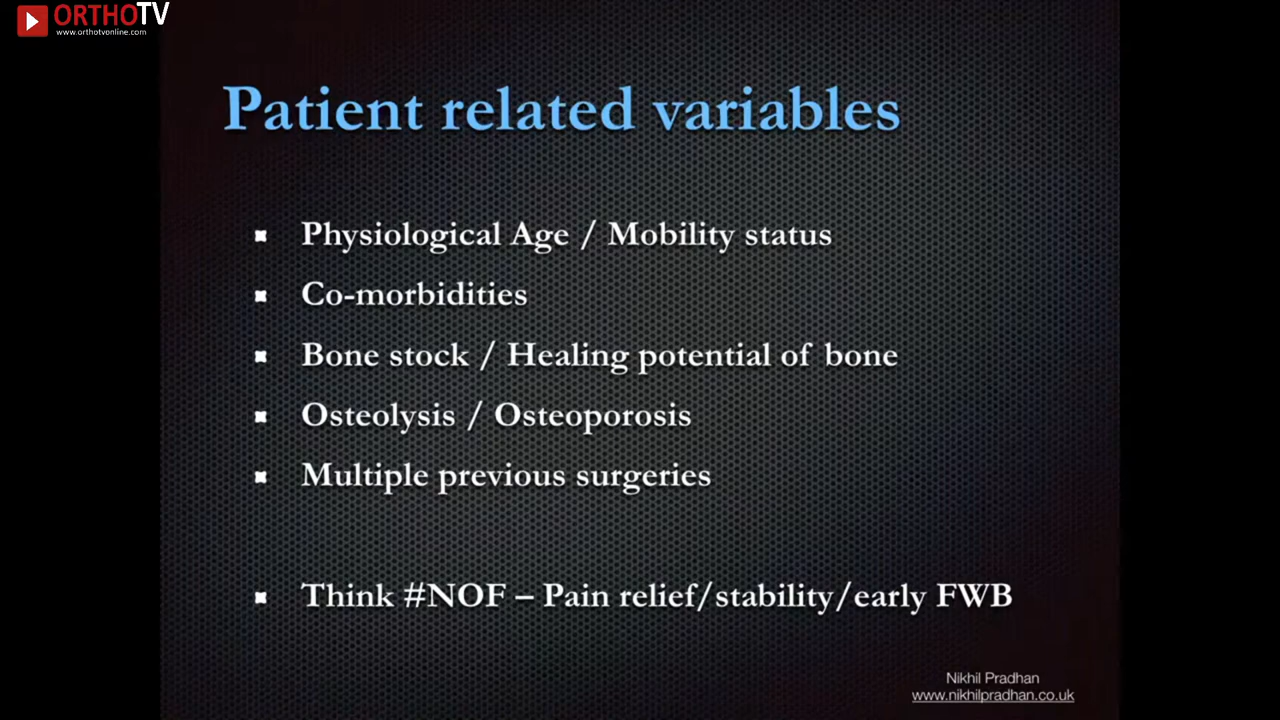 ORTHOTV
www.orthotvonline.com
Patient related variables
Physiological Age / Mobility status
Co-morbidities
Bone stock / Healing potential of bone
Osteolysis / Osteoporosis
Multiple previous surgeries
Think #NOF – Pain relief/stability/early FWB
Nikhil Pradhan
www.nikhilpradhan.co.uk